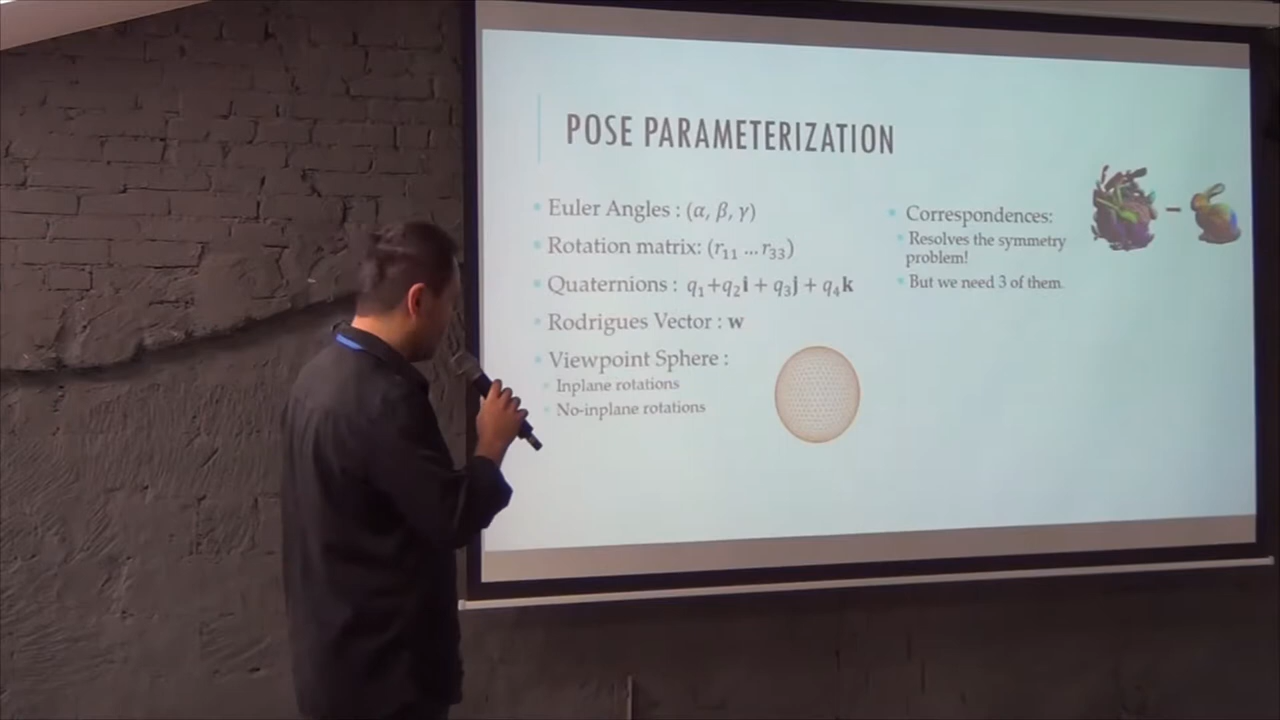 POSE PARAMETERIZATION
• Euler Angles : (α, β, γ)
• Rotation matrix: (r₁₁ ... r₃₃)
• Quaternions : q₁+q₂i + q₃j + q₄k
• Rodrigues Vector : w
• Viewpoint Sphere :
• Inplane rotations
• No-inplane rotations
• Correspondences:
• Resolves the symmetry
problem!
• But we need 3 of them.